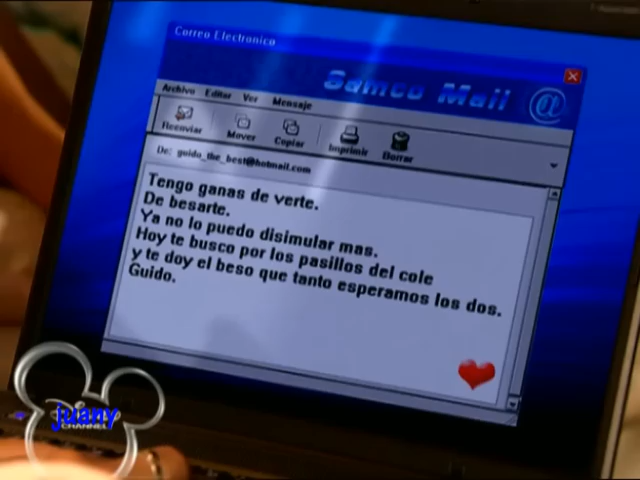 Correo Electronico
Samco Mail @
Archivo Editar Ver Mensaje
Reenviar Mover Copiar Imprimir Borrar
De: guido_the_best@hotmail.com
Tengo ganas de verte.
De besarte.
Ya no lo puedo disimular mas.
Hoy te busco por los pasillos del cole
y te doy el beso que tanto esperamos los dos.
Guido.
juany
CHANNEL